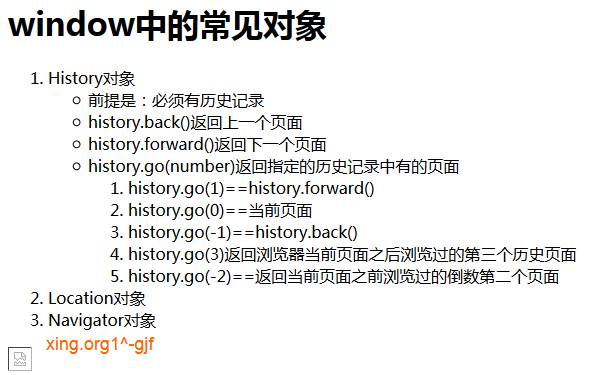 window中的常见对象
1. History对象
前提是：必须有历史记录
history.back()返回上一个页面
history.forward()返回下一个页面
history.go(number)返回指定的历史记录中有的页面
1. history.go(1)==history.forward()
2. history.go(0)==当前页面
3. history.go(-1)==history.back()
4. history.go(3)返回浏览器当前页面之后浏览过的第三个历史页面
5. history.go(-2)==返回当前页面之前浏览过的倒数第二个页面
2. Location对象
3. Navigator对象
xing.org1^-gjf